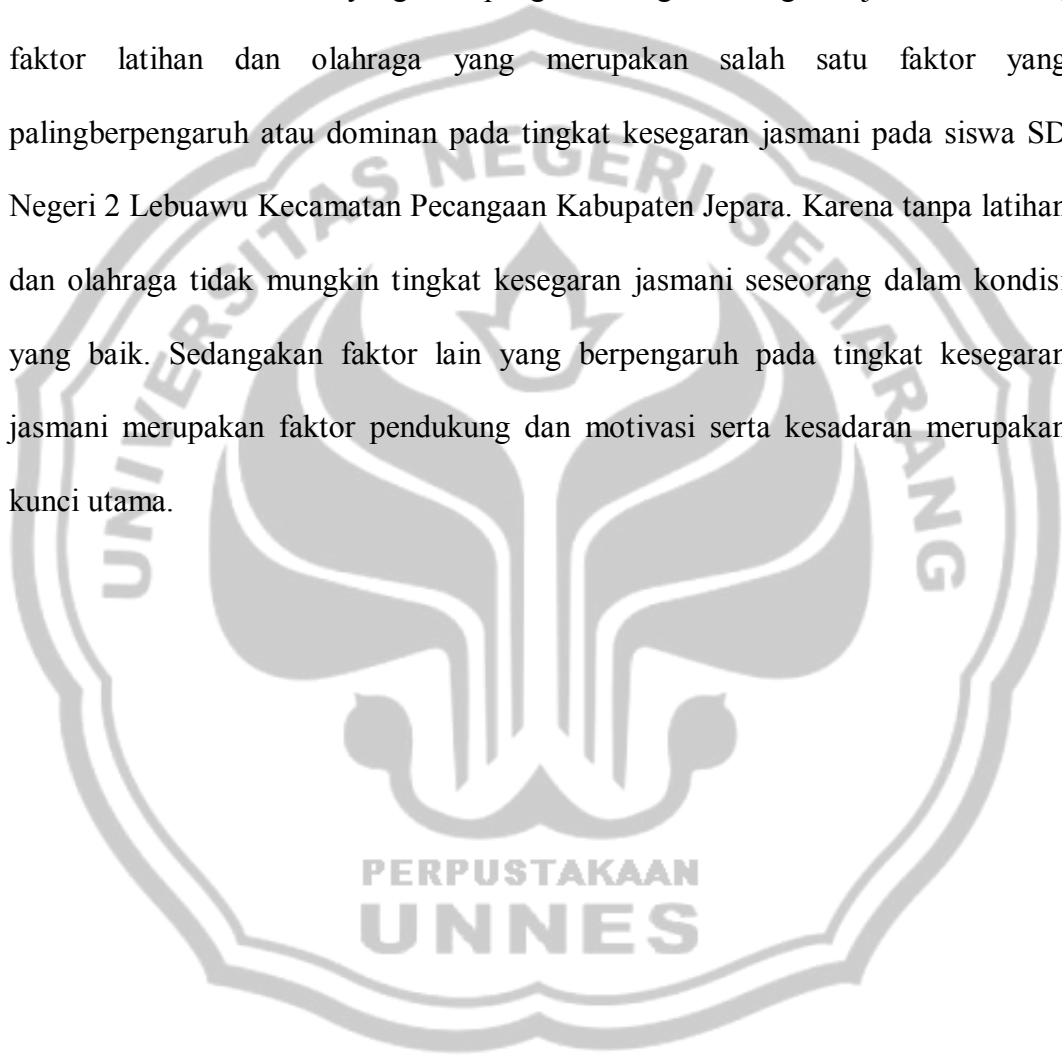 faktor latihan dan olahraga yang merupakan salah satu faktor yang
palingberpengaruh atau dominan pada tingkat kesegaran jasmani pada siswa SD
Negeri 2 Lebuawu Kecamatan Pecangaan Kabupaten Jepara. Karena tanpa latihan
dan olahraga tidak mungkin tingkat kesegaran jasmani seseorang dalam kondisi
yang baik. Sedangakan faktor lain yang berpengaruh pada tingkat kesegaran
jasmani merupakan faktor pendukung dan motivasi serta kesadaran merupakan
kunci utama.
UNIVERSITAS NEGERI SEMARANG
PERPUSTAKAAN
UNNES